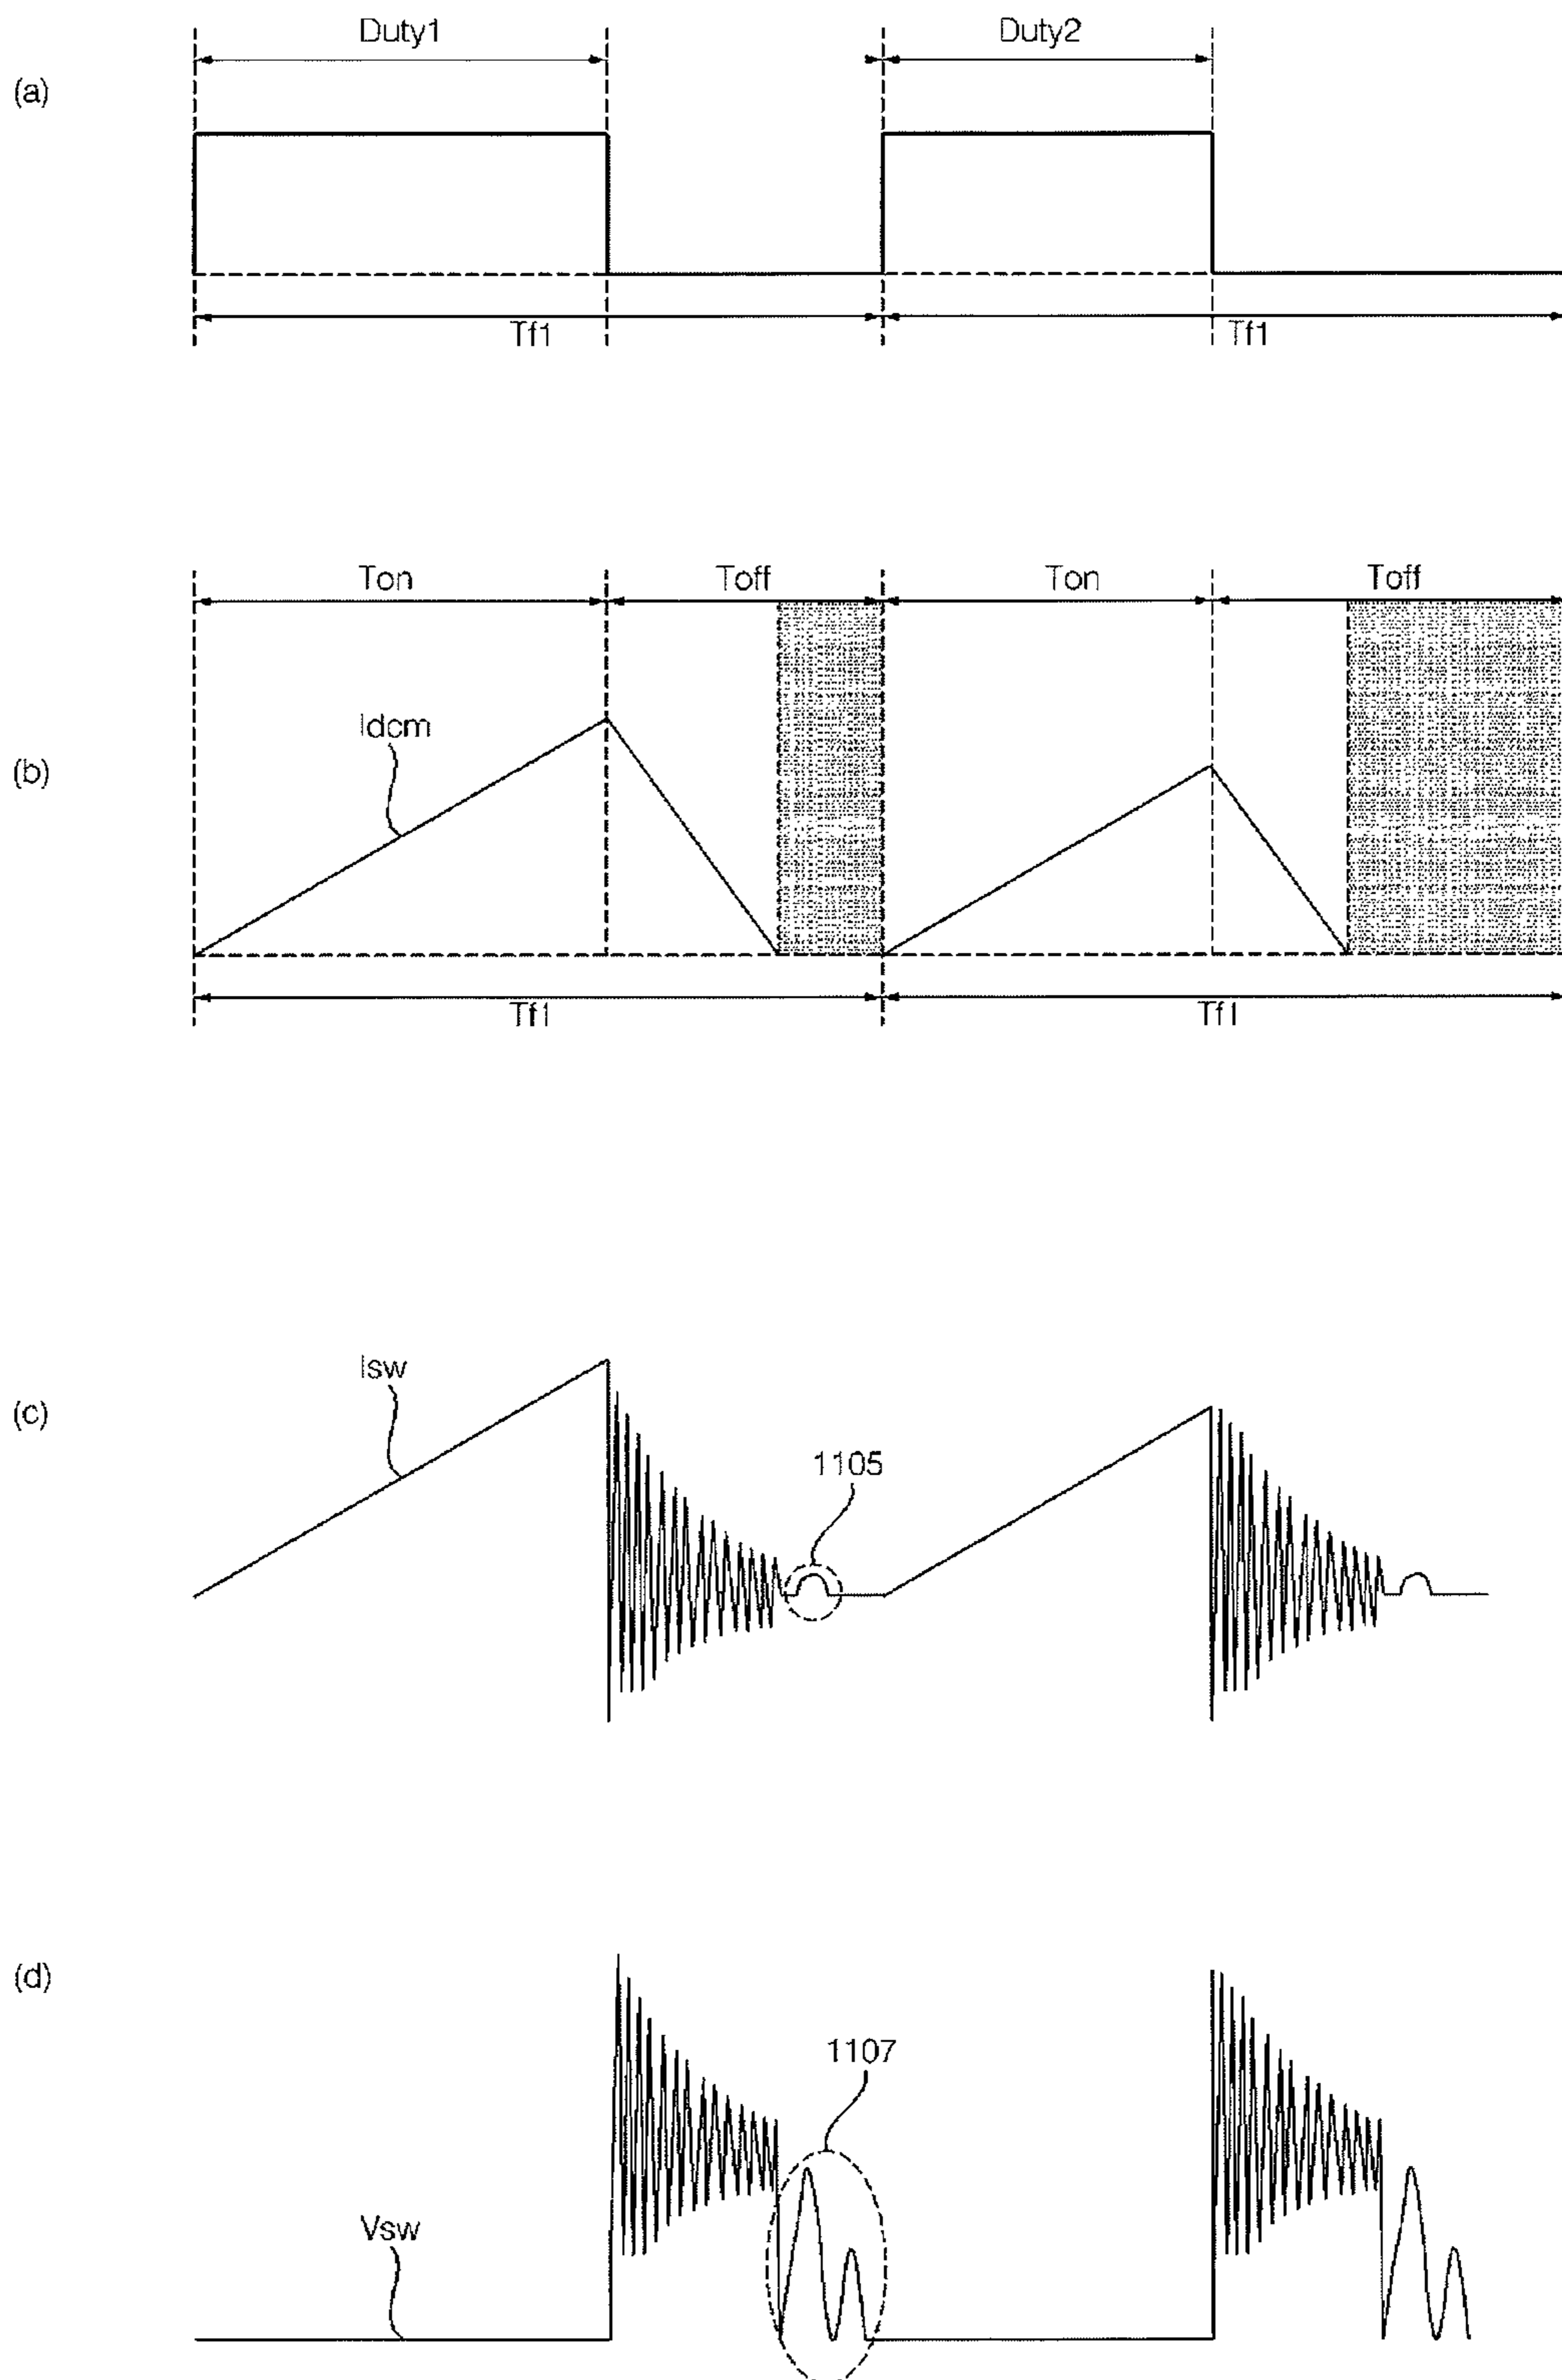 Duty1
Duty2
(a)
Tf1
Tf1
Ton
Toff
Ton
Toff
Idcm
(b)
Tf1
Tf1
Isw
(c)
1105
(d)
1107
Vsw